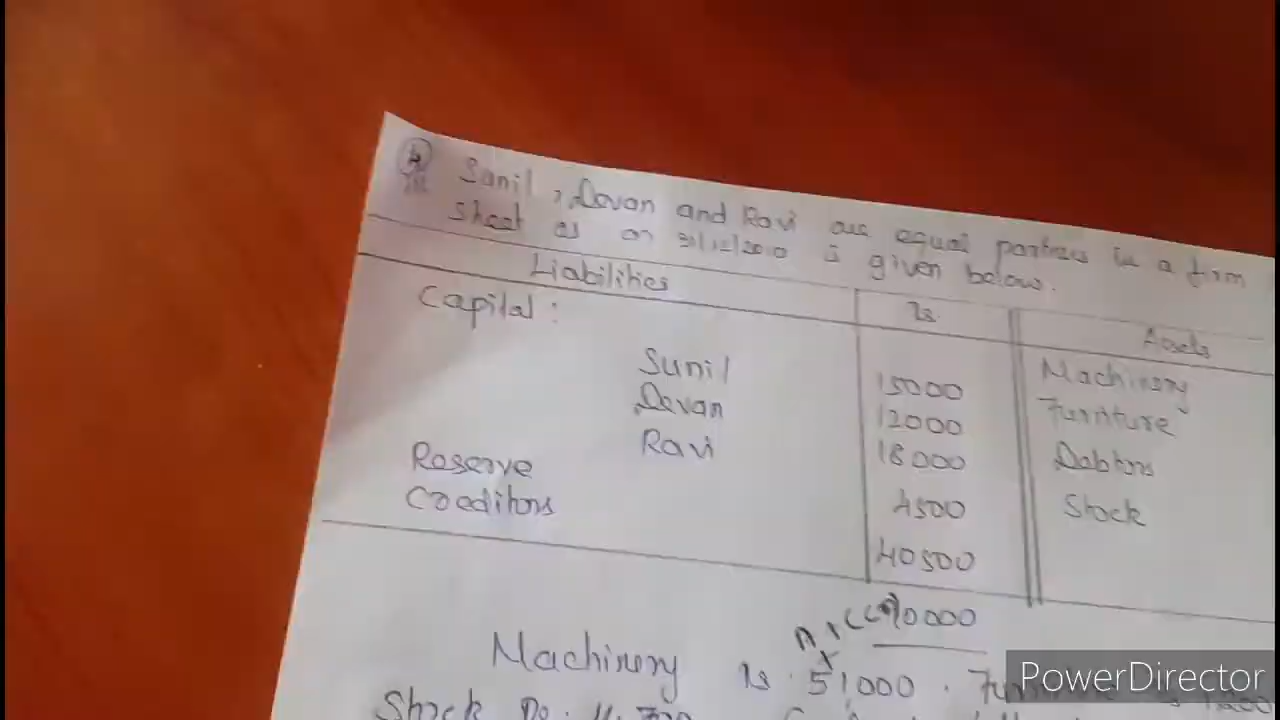 Sunil, Devan and Ravi are equal partners in a firm
sheet as on 31/12/2010 is given below.
Liabilities Rs Assets
Capital:
Sunil 15000 Machinery
Devan 12000 Furniture
Ravi 18000 Debtors
Reserve 4500 Stock
Creditors 40500
90000
Machinery Rs 51000.
Stock
PowerDirector